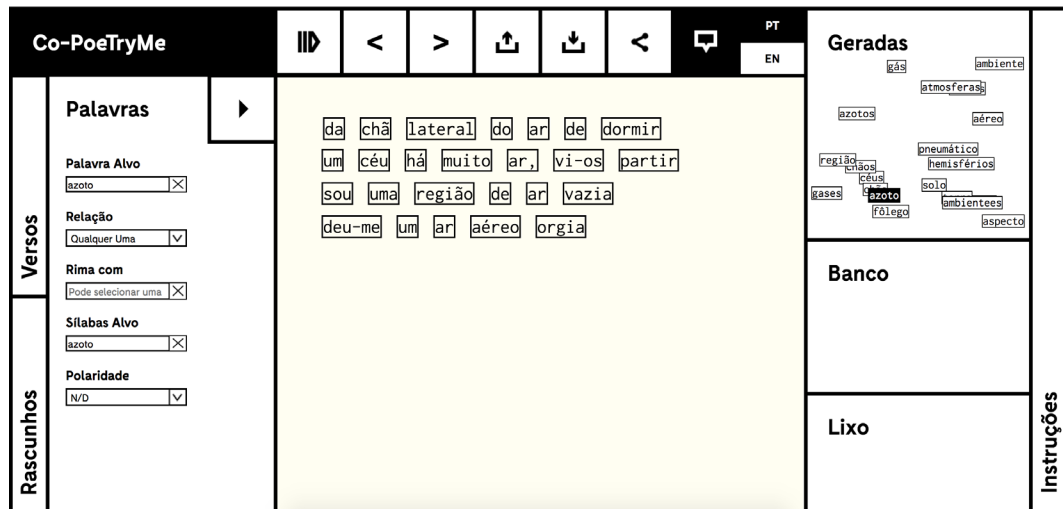 Co-PoeTryMe
PT
EN
Versos
Rascunhos
Palavras
Palavra Alvo
azoto
Relação
Qualquer Uma
Rima com
Pode selecionar uma
Sílabas Alvo
azoto
Polaridade
N/D
da chã lateral do ar de dormir
um céu há muito ar, vi-os partir
sou uma região de ar vazia
deu-me um ar aéreo orgia
Geradas
gás
ambiente
atmosferas
azotos
aéreo
pneumático
região
chãos
hemisférios
céus
solo
gases
azoto
ambientees
fôlego
aspecto
Banco
Lixo
Instruções